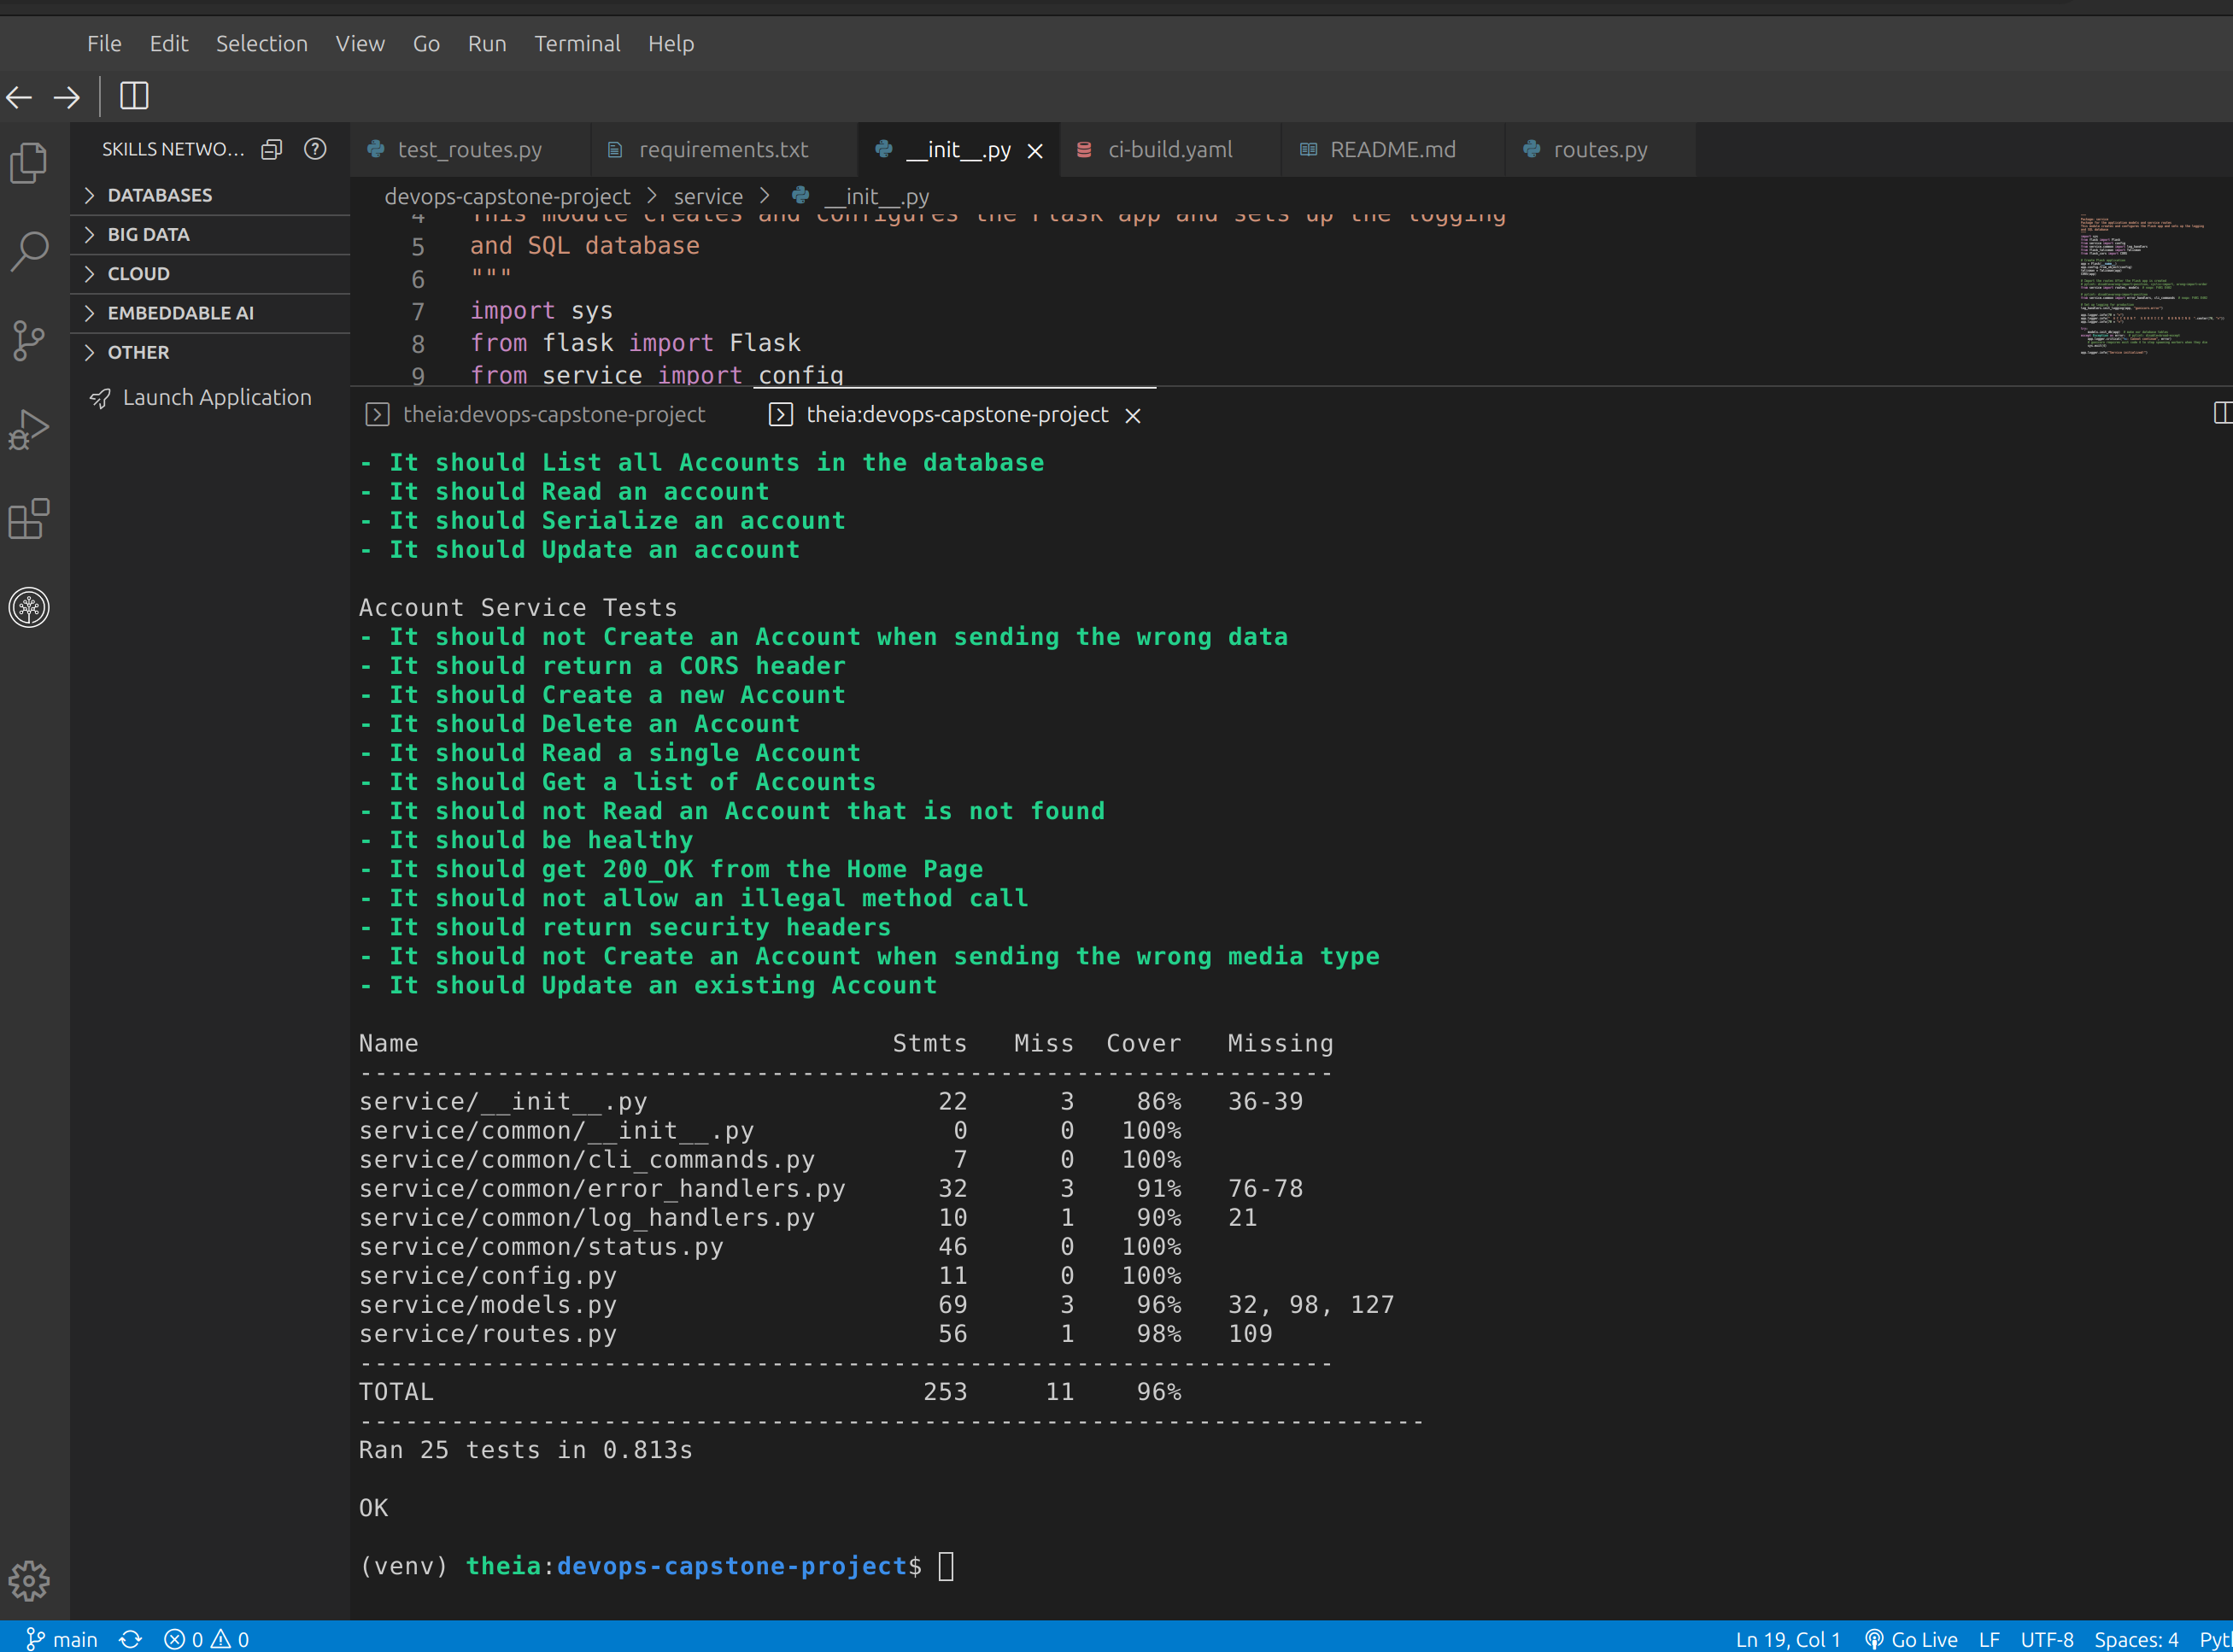 File Edit Selection View Go Run Terminal Help
SKILLS NETWO...
DATABASES
BIG DATA
CLOUD
EMBEDDABLE AI
OTHER
Launch Application
test_routes.py requirements.txt __init__.py ci-build.yaml README.md routes.py
devops-capstone-project > service > __init__.py
4 This module creates and configures the Flask app and sets up the logging
5 and SQL database
6 """
7 import sys
8 from flask import Flask
9 from service import config
theia:devops-capstone-project theia:devops-capstone-project
- It should List all Accounts in the database
- It should Read an account
- It should Serialize an account
- It should Update an account
Account Service Tests
- It should not Create an Account when sending the wrong data
- It should return a CORS header
- It should Create a new Account
- It should Delete an Account
- It should Read a single Account
- It should Get a list of Accounts
- It should not Read an Account that is not found
- It should be healthy
- It should get 200_OK from the Home Page
- It should not allow an illegal method call
- It should return security headers
- It should not Create an Account when sending the wrong media type
- It should Update an existing Account
Name Stmts Miss Cover Missing
----------------------------------------------------------------
service/__init__.py 22 3 86% 36-39
service/common/__init__.py 0 0 100%
service/common/cli_commands.py 7 0 100%
service/common/error_handlers.py 32 3 91% 76-78
service/common/log_handlers.py 10 1 90% 21
service/common/status.py 46 0 100%
service/config.py 11 0 100%
service/models.py 69 3 96% 32, 98, 127
service/routes.py 56 1 98% 109
----------------------------------------------------------------
TOTAL 253 11 96%
----------------------------------------------------------------------
Ran 25 tests in 0.813s
OK
(venv) theia:devops-capstone-project$
main 0 0 Ln 19, Col 1 Go Live LF UTF-8 Spaces: 4 Pyt